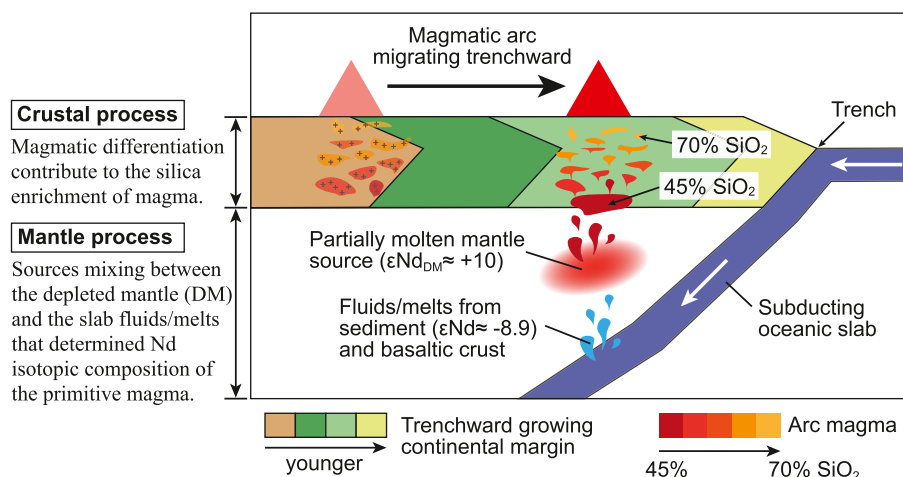 Magmatic arc
migrating trenchward
Trench
Crustal process
Magmatic differentiation
contribute to the silica
enrichment of magma.
70% SiO₂
45% SiO₂
Mantle process
Sources mixing between
the depleted mantle (DM)
and the slab fluids/melts
that determined Nd
isotopic composition of
the primitive magma.
Partially molten mantle
source (εNd_DM≈ +10)
Fluids/melts from
sediment (εNd≈ -8.9)
and basaltic crust
Subducting
oceanic slab
Trenchward growing
continental margin
younger
Arc magma
45% 70% SiO₂